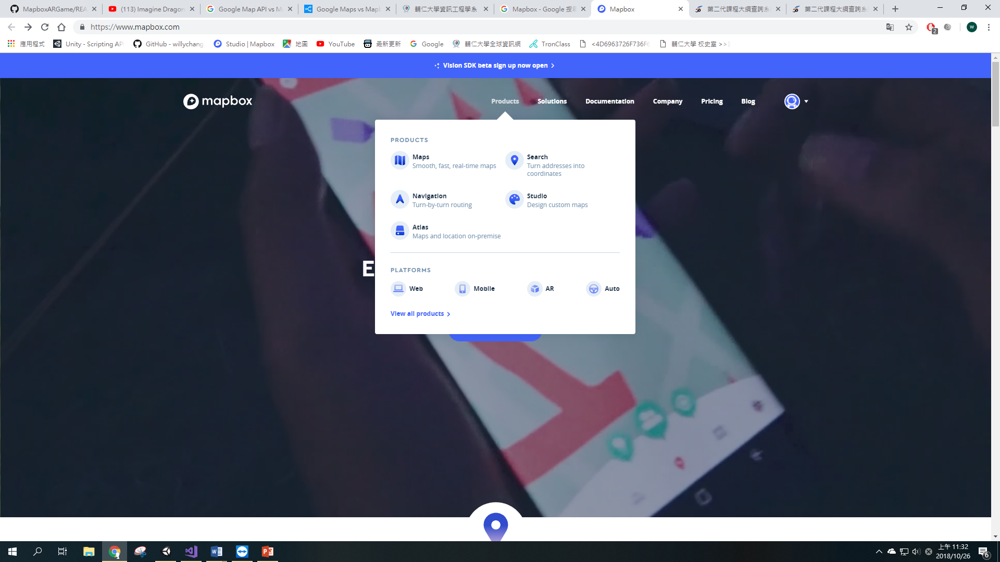 MapboxARGame/REA
(113) Imagine Dragon
Google Map API vs M
Google Maps vs Mapb
輔仁大學資訊工程學系
Mapbox - Google 搜尋
Mapbox
第二代課程大綱查詢系
第二代課程大綱查詢系
https://www.mapbox.com
2
W
應用程式
Unity - Scripting AP
GitHub - willychang
Studio | Mapbox
地圖
YouTube
最新更新
Google
輔仁大學全球資訊網
TronClass
<4D6963726F736F6
輔仁大學 校史室 >>
Vision SDK beta sign up now open
mapbox
Products
Solutions
Documentation
Company
Pricing
Blog
PRODUCTS
Maps
Smooth, fast, real-time maps
Search
Turn addresses into
coordinates
Navigation
Turn-by-turn routing
Studio
Design custom maps
Atlas
Maps and location on-premise
E
PLATFORMS
Web
Mobile
AR
Auto
View all products
上午 11:32
2018/10/26
6